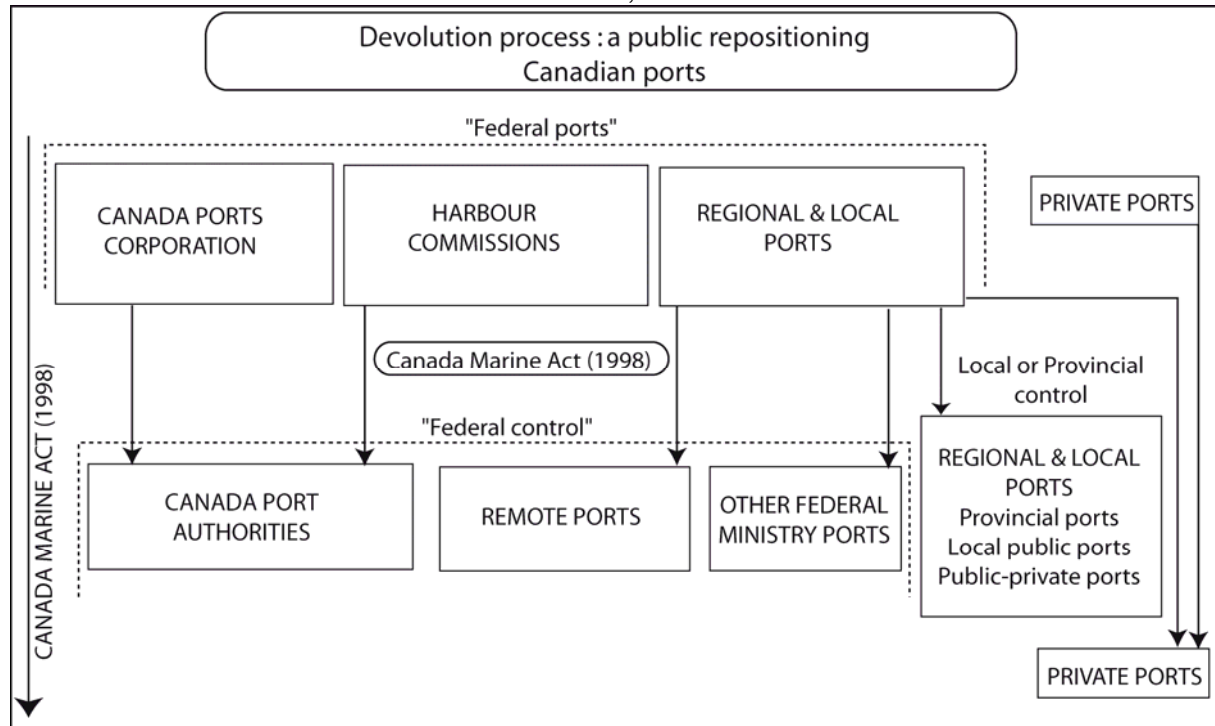 Devolution process : a public repositioning
Canadian ports
"Federal ports"
CANADA PORTS
CORPORATION
HARBOUR
COMMISSIONS
REGIONAL & LOCAL
PORTS
PRIVATE PORTS
CANADA MARINE ACT (1998)
Canada Marine Act (1998)
Local or Provincial
control
"Federal control"
CANADA PORT
AUTHORITIES
REMOTE PORTS
OTHER FEDERAL
MINISTRY PORTS
REGIONAL & LOCAL
PORTS
Provincial ports
Local public ports
Public-private ports
PRIVATE PORTS